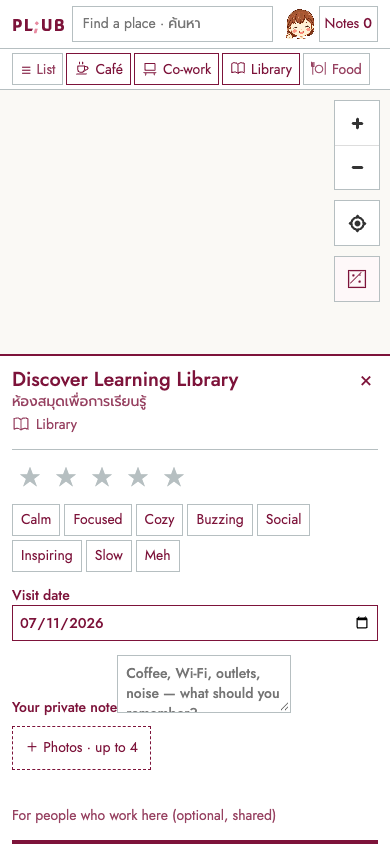 PL;UB
Find a place · ค้นหา
Notes 0
List
Café
Co-work
Library
Food
+
−
Discover Learning Library
ห้องสมุดเพื่อการเรียนรู้
Library
Calm
Focused
Cozy
Buzzing
Social
Inspiring
Slow
Meh
Visit date
07/11/2026
Coffee, Wi-Fi, outlets,
noise — what should you
remember?
Your private note
+ Photos · up to 4
For people who work here (optional, shared)